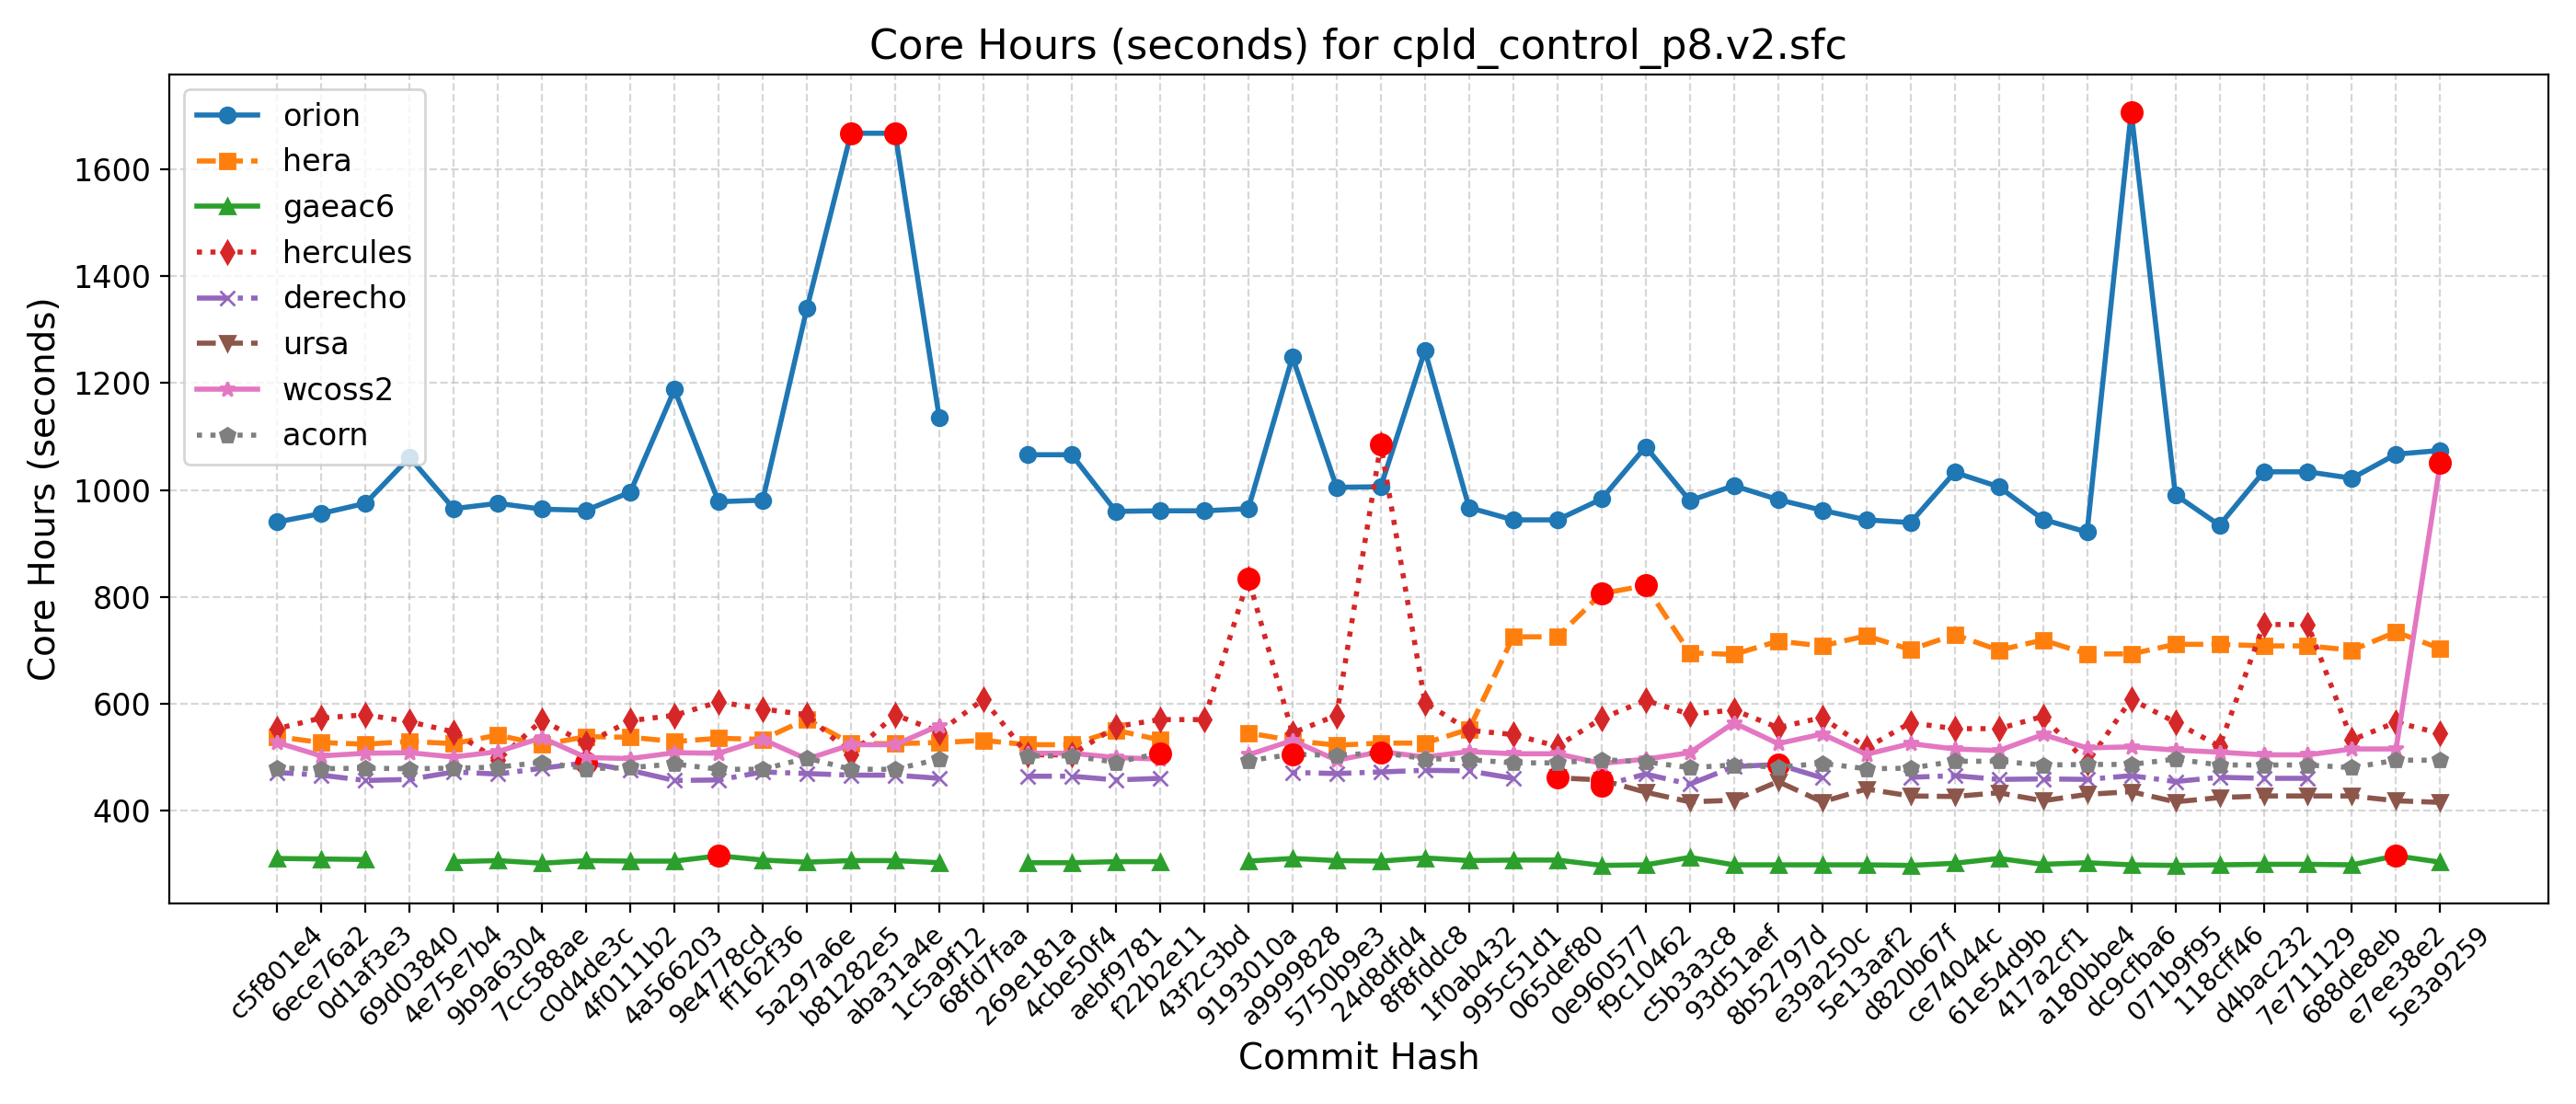 Core Hours (seconds) for cpld_control_p8.v2.sfc
Core Hours (seconds)
1600
1400
1200
1000
800
600
400
orion
hera
gaeac6
hercules
derecho
ursa
wcoss2
acorn
c5f801e4
6ece76a2
0d1af3e3
69d03840
4e75e7b4
9b9a6304
7cc588ae
c0d4de3c
4f0111b2
4a566203
9e4778cd
ff162f36
5a297a6e
b81282e5
aba31a4e
1c5a9f12
68fd7faa
269e181a
4cbe50f4
aebf9781
f22b2e11
43f2c3bd
9193010a
a9999828
5750b9e3
24d8dfd4
8f8fddc8
1f0ab432
995c51d1
065def80
0e960577
f9c10462
c5b3a3c8
93d51aef
8b52797d
e39a250c
5e13aaf2
d820b67f
ce74044c
61e54d9b
417a2cf1
a180bbe4
dc9cfba6
071b9f95
118cff46
d4bac232
7e711129
688de8eb
e7ee38e2
5e3a9259
Commit Hash